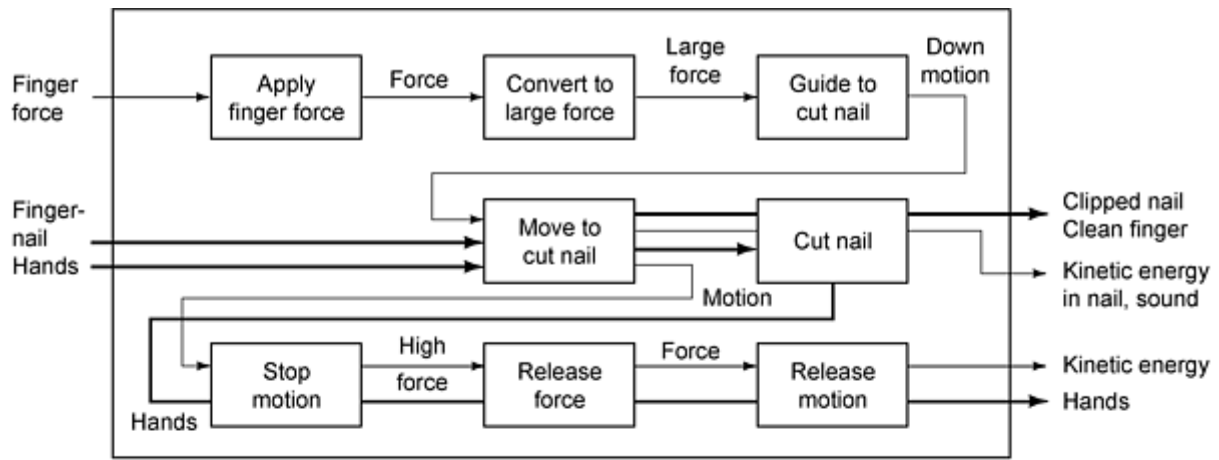 Finger
force
Apply
finger force
Force
Convert to
large force
Large
force
Guide to
cut nail
Down
motion
Finger-
nail
Hands
Move to
cut nail
Cut nail
Clipped nail
Clean finger
Kinetic energy
in nail, sound
Motion
Hands
Stop
motion
High
force
Release
force
Force
Release
motion
Kinetic energy
Hands